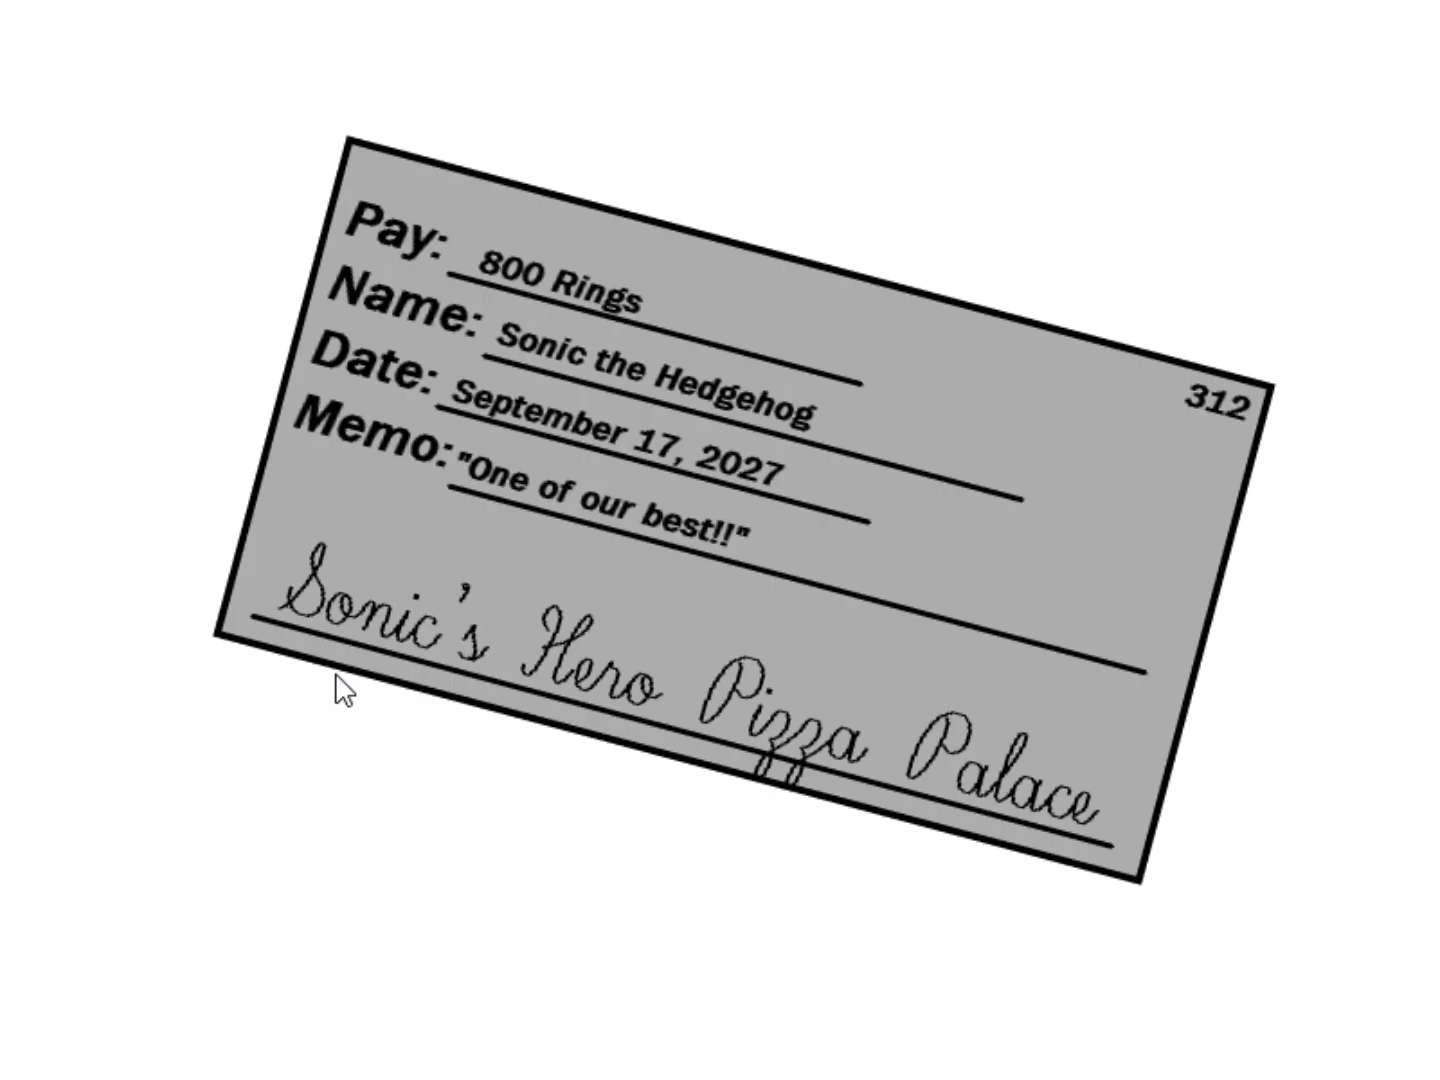 312
Pay: 800 Rings
Name: Sonic the Hedgehog
Date: September 17, 2027
Memo: "One of our best!!"
Sonic's Hero Pizza Palace